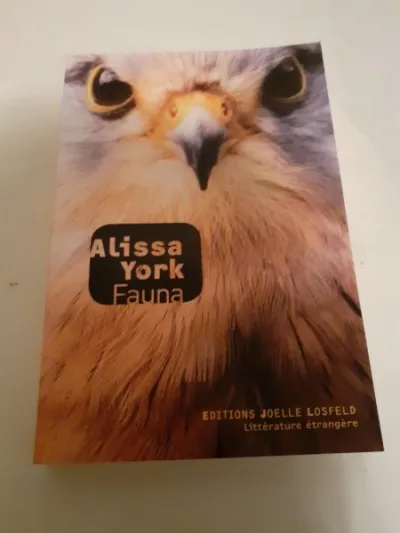 Alissa
York
Fauna
EDITIONS JOELLE LOSFELD
Littérature étrangère